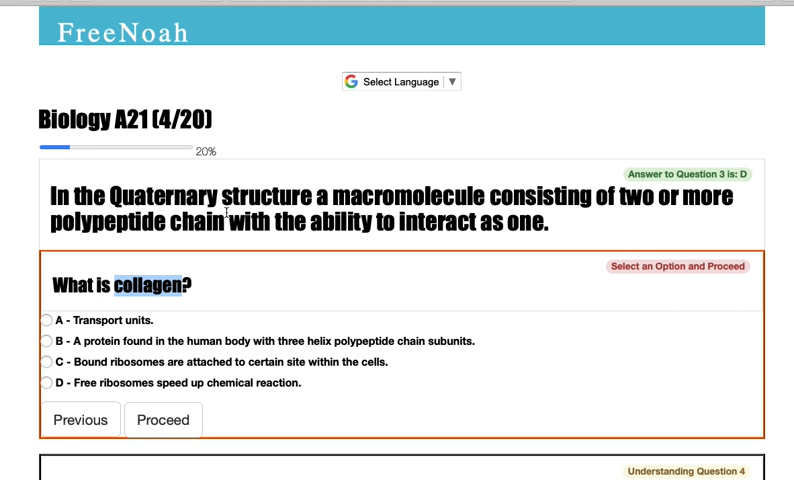 FreeNoah
Select Language ▼
Biology A21 (4/20)
20%
Answer to Question 3 is: D
In the Quaternary structure a macromolecule consisting of two or more
polypeptide chain with the ability to interact as one.
Select an Option and Proceed
What is collagen?
A - Transport units.
B - A protein found in the human body with three helix polypeptide chain subunits.
C - Bound ribosomes are attached to certain site within the cells.
D - Free ribosomes speed up chemical reaction.
Previous Proceed
Understanding Question 4